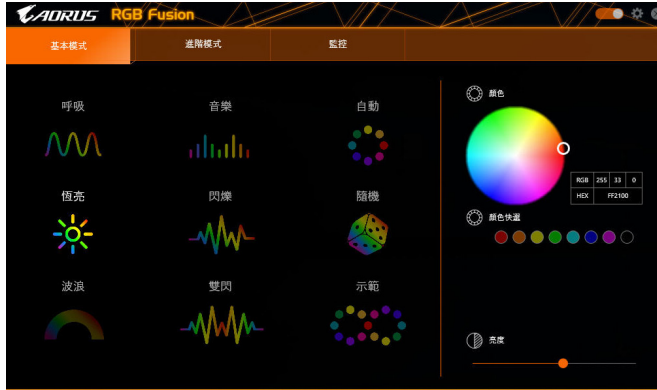 AORUS RGB Fusion
基本模式 進階模式 監控
呼吸 音樂 自動
恆亮 閃爍 隨機
波浪 雙閃 示範
顏色
RGB 255 33 0
HEX FF2100
顏色快選
亮度